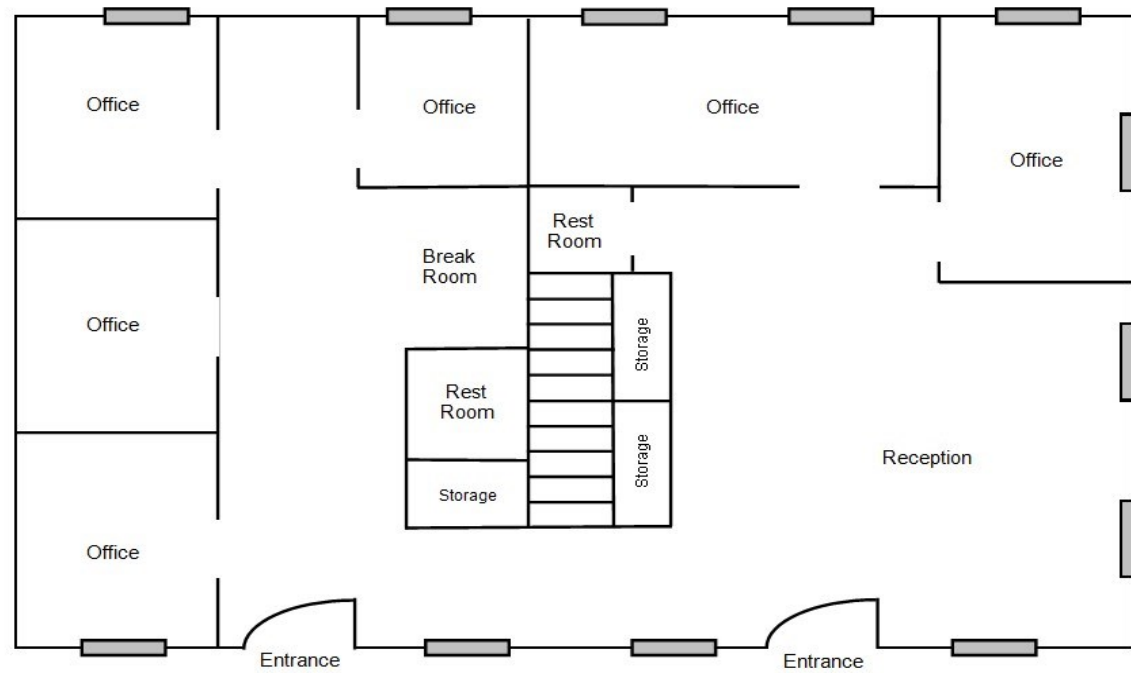 Office
Office
Office
Office
Rest
Room
Break
Room
Office
Storage
Rest
Room
Storage
Reception
Storage
Office
Entrance
Entrance